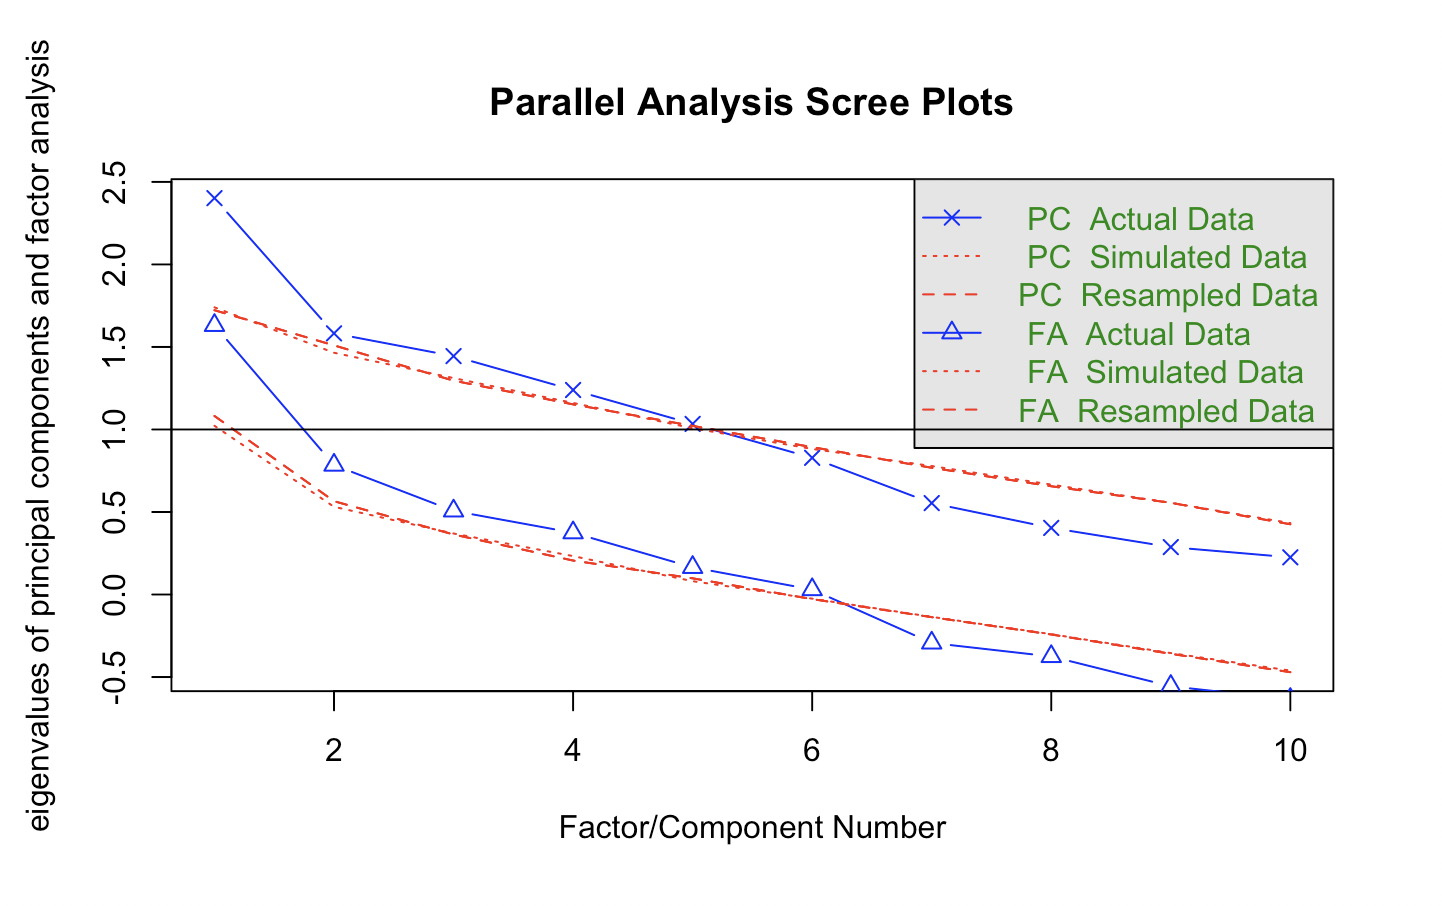 Parallel Analysis Scree Plots
eigenvalues of principal components and factor analysis
2.5
2.0
1.5
1.0
0.5
0.0
-0.5
PC Actual Data
PC Simulated Data
PC Resampled Data
FA Actual Data
FA Simulated Data
FA Resampled Data
2 4 6 8 10
Factor/Component Number